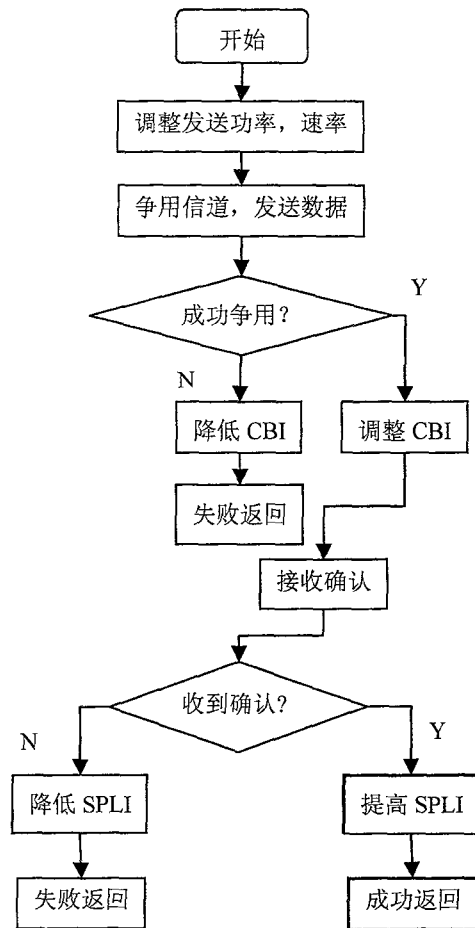 开始
调整发送功率，速率
争用信道，发送数据
成功争用？
Y
N
降低 CBI
调整 CBI
失败返回
接收确认
收到确认？
N
Y
降低 SPLI
提高 SPLI
失败返回
成功返回